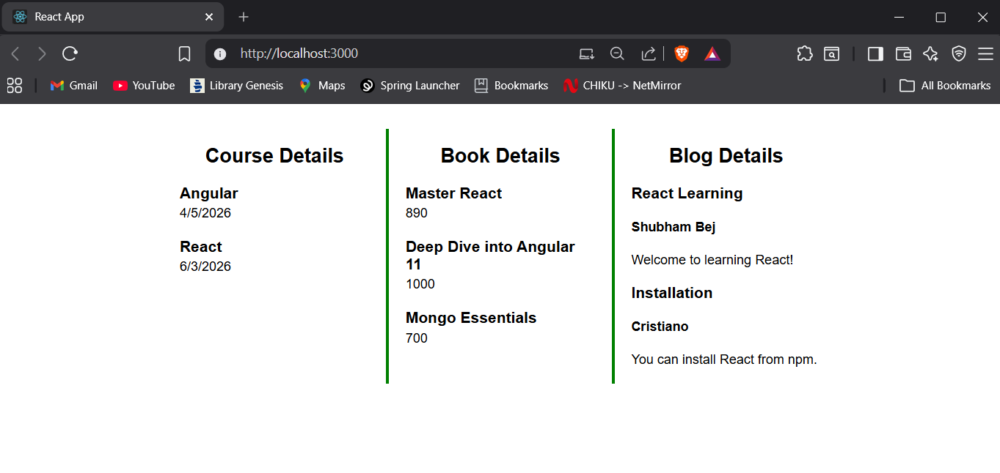 React App
http://localhost:3000
Gmail
YouTube
Library Genesis
Maps
Spring Launcher
Bookmarks
CHIKU -> NetMirror
All Bookmarks
Course Details
Angular
4/5/2026
React
6/3/2026
Book Details
Master React
890
Deep Dive into Angular
11
1000
Mongo Essentials
700
Blog Details
React Learning
Shubham Bej
Welcome to learning React!
Installation
Cristiano
You can install React from npm.